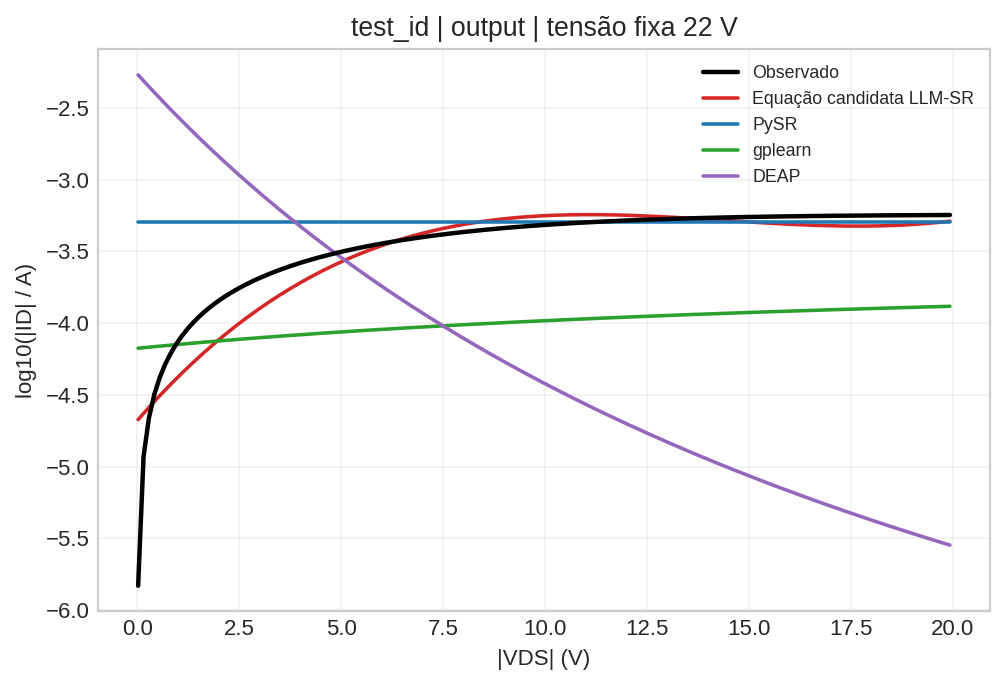 test_id | output | tensão fixa 22 V
Observado
Equação candidata LLM-SR
PySR
gplearn
DEAP
log10(|ID| / A)
−2.5
−3.0
−3.5
−4.0
−4.5
−5.0
−5.5
−6.0
0.0 2.5 5.0 7.5 10.0 12.5 15.0 17.5 20.0
|VDS| (V)